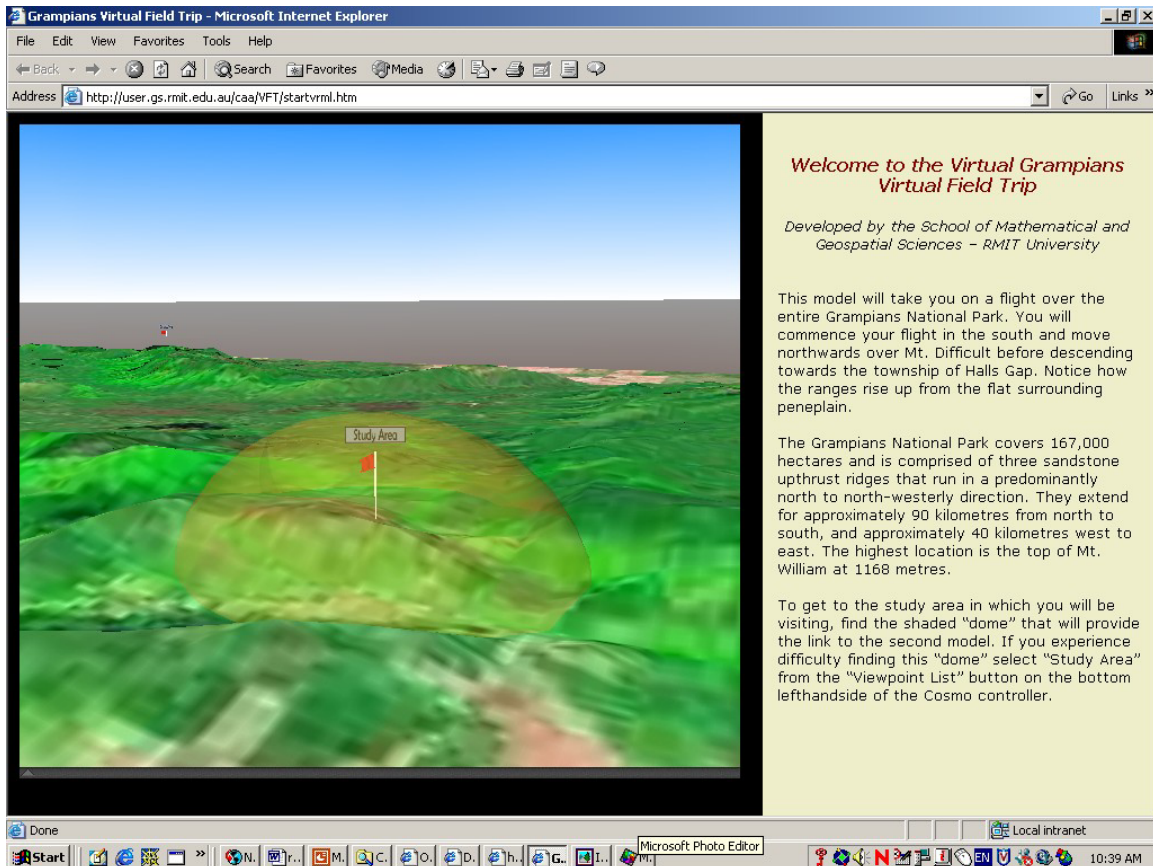 Grampians Virtual Field Trip - Microsoft Internet Explorer
File Edit View Favorites Tools Help
Back Search Favorites Media
Address http://user.gs.rmit.edu.au/caa/VFT/startvrml.htm Go Links »
Welcome to the Virtual Grampians
Virtual Field Trip
Developed by the School of Mathematical and
Geospatial Sciences – RMIT University
This model will take you on a flight over the
entire Grampians National Park. You will
commence your flight in the south and move
northwards over Mt. Difficult before descending
towards the township of Halls Gap. Notice how
the ranges rise up from the flat surrounding
peneplain.
Study Area
The Grampians National Park covers 167,000
hectares and is comprised of three sandstone
upthrust ridges that run in a predominantly
north to north-westerly direction. They extend
for approximately 90 kilometres from north to
south, and approximately 40 kilometres west to
east. The highest location is the top of Mt.
William at 1168 metres.
To get to the study area in which you will be
visiting, find the shaded “dome” that will provide
the link to the second model. If you experience
difficulty finding this “dome” select “Study Area”
from the “Viewpoint List” button on the bottom
lefthandside of the Cosmo controller.
Done Local intranet
Microsoft Photo Editor
Start » N. r.. M. C.. O. D. h.. G.. I.. M. EN 10:39 AM